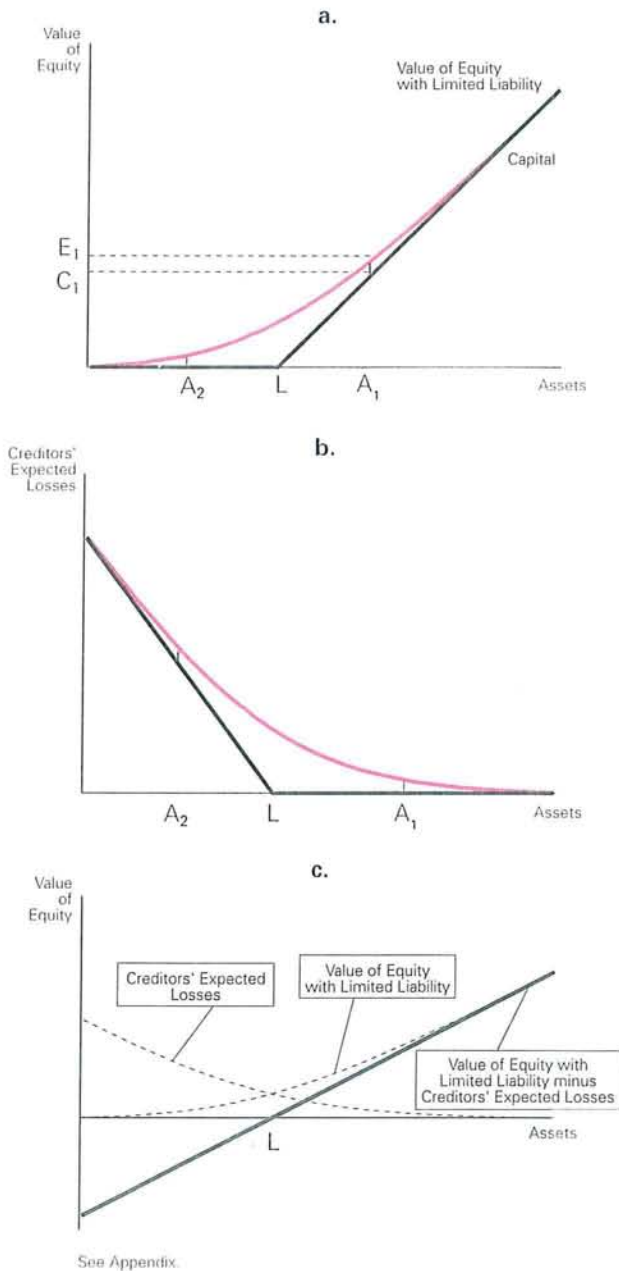 a.
Value
of
Equity
Value of Equity
with Limited Liability
Capital
E1
C1
A2
L
A1
Assets
b.
Creditors'
Expected
Losses
A2
L
A1
Assets
c.
Value
of
Equity
Creditors' Expected
Losses
Value of Equity
with Limited Liability
Value of Equity with
Limited Liability minus
Creditors' Expected Losses
Assets
L
See Appendix.